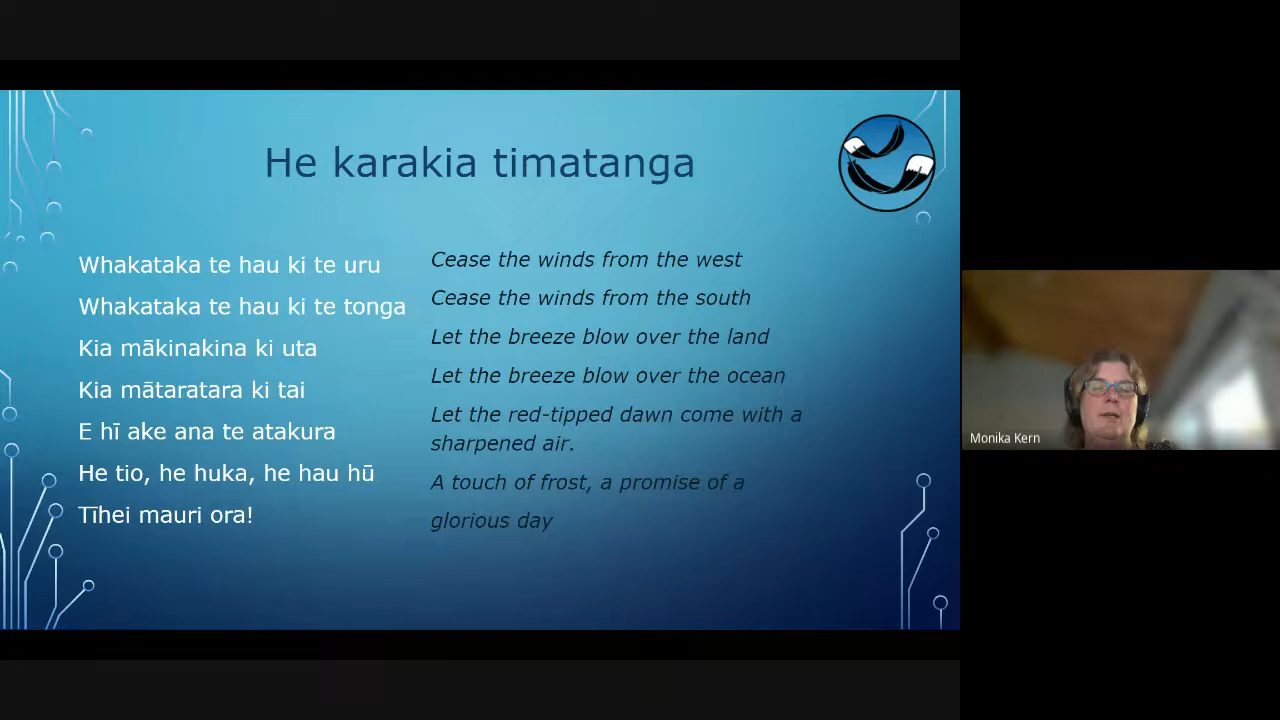 He karakia timatanga
Whakataka te hau ki te uru
Whakataka te hau ki te tonga
Kia mākinakina ki uta
Kia mātaratara ki tai
E hī ake ana te atakura
He tio, he huka, he hau hū
Tīhei mauri ora!
Cease the winds from the west
Cease the winds from the south
Let the breeze blow over the land
Let the breeze blow over the ocean
Let the red-tipped dawn come with a
sharpened air.
A touch of frost, a promise of a
glorious day
Monika Kern